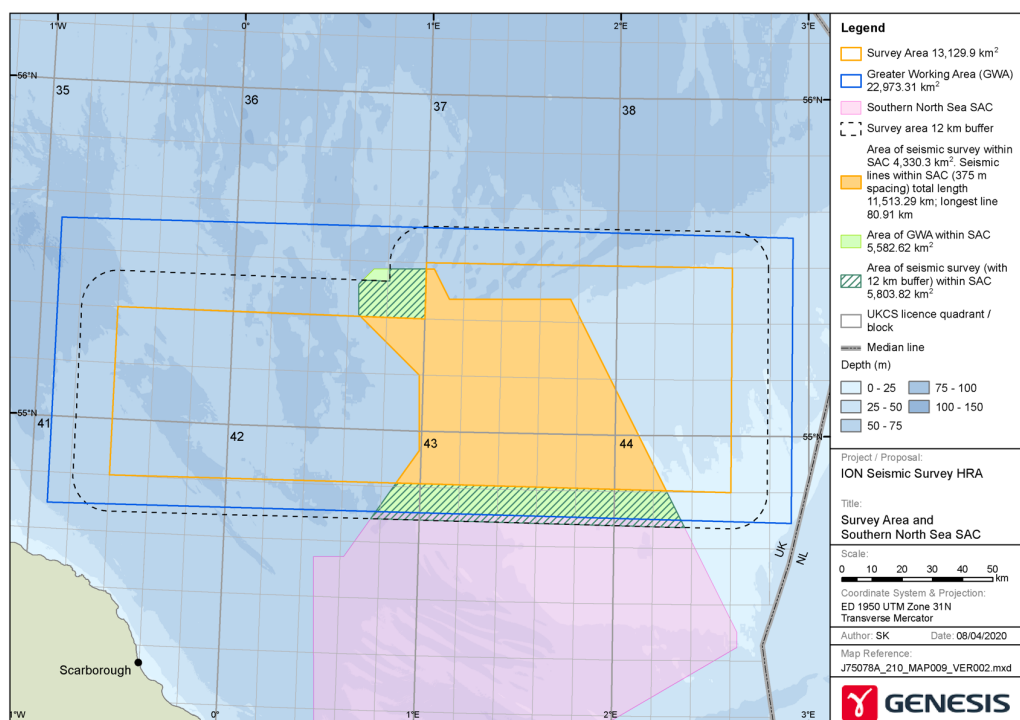 1°W
0°
1°E
2°E
3°E
56°N
35
36
37
38
56°N
55°N
41
42
43
44
55°N
UK
NL
Scarborough
1°W
0°
1°E
2°E
3°E
Legend
Survey Area 13,129.9 km²
Greater Working Area (GWA)
22,973.31 km²
Southern North Sea SAC
Survey area 12 km buffer
Area of seismic survey within
SAC 4,330.3 km². Seismic
lines within SAC (375 m
spacing) total length
11,513.29 km; longest line
80.91 km
Area of GWA within SAC
5,582.62 km²
Area of seismic survey (with
12 km buffer) within SAC
5,803.82 km²
UKCS licence quadrant /
block
Median line
Depth (m)
0 - 25
75 - 100
25 - 50
100 - 150
50 - 75
Project / Proposal:
ION Seismic Survey HRA
Title:
Survey Area and
Southern North Sea SAC
Scale:
0 10 20 30 40 50
km
Coordinate System & Projection:
ED 1950 UTM Zone 31N
Transverse Mercator
Author: SK Date: 08/04/2020
Map Reference:
J75078A_210_MAP009_VER002.mxd
GENESIS